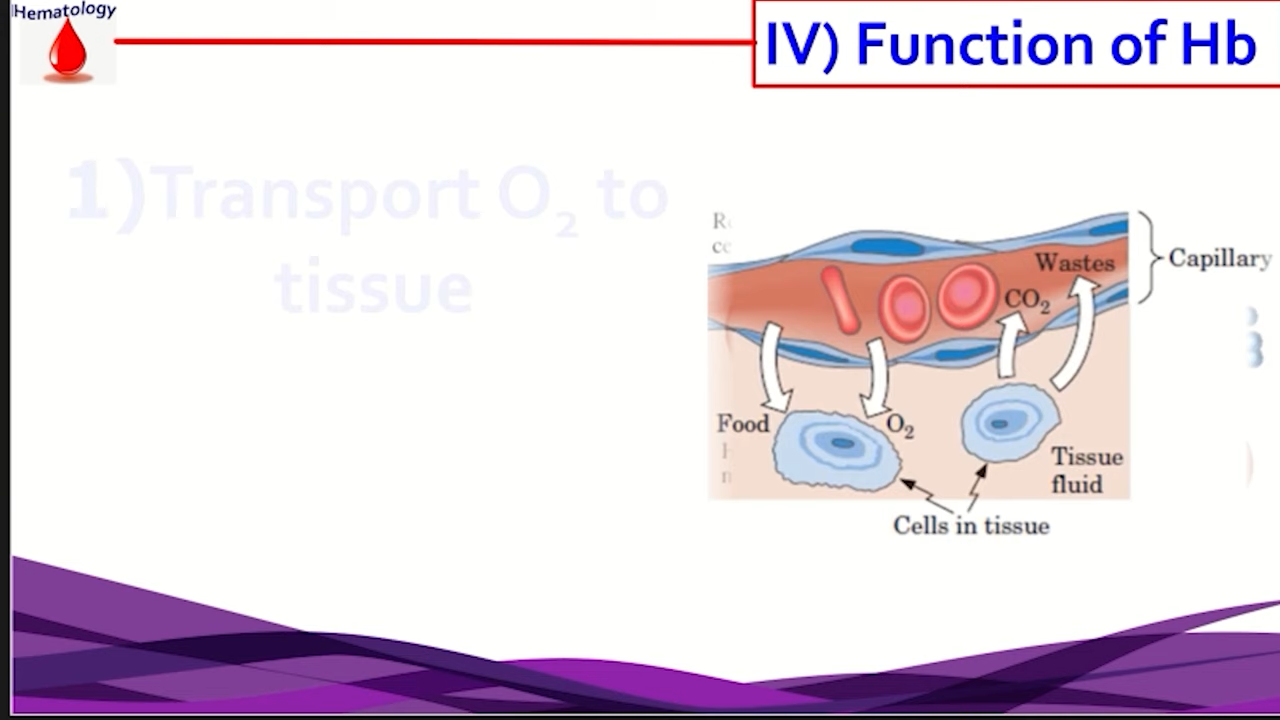 Hematology
IV) Function of Hb
1)Transport O₂ to
tissue
Wastes
Capillary
CO₂
Food
O₂
Tissue
fluid
Cells in tissue